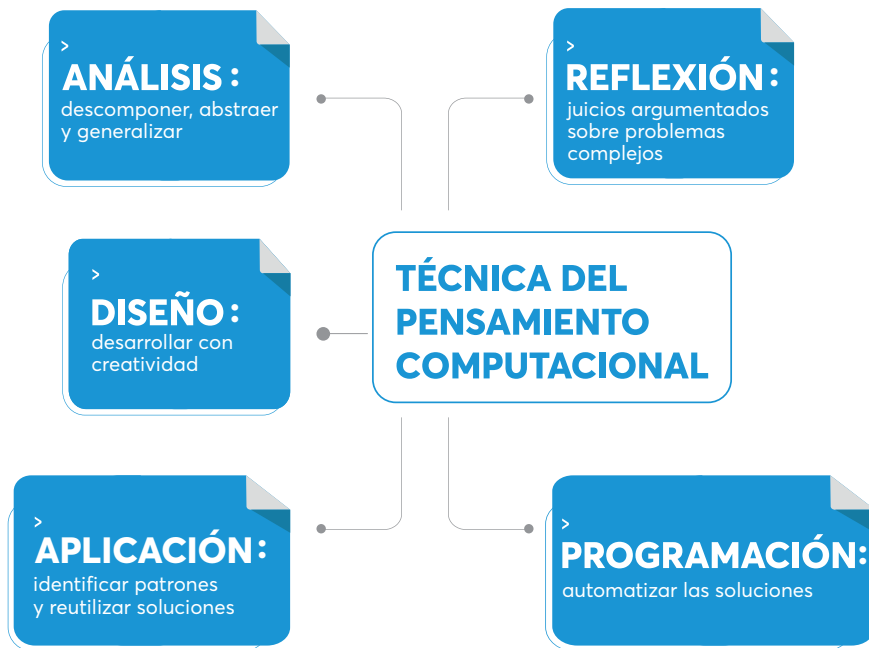 >
ANÁLISIS:
descomponer, abstraer
y generalizar
>
REFLEXIÓN:
juicios argumentados
sobre problemas
complejos
TÉCNICA DEL
PENSAMIENTO
COMPUTACIONAL
>
DISEÑO:
desarrollar con
creatividad
>
APLICACIÓN:
identificar patrones
y reutilizar soluciones
>
PROGRAMACIÓN:
automatizar las soluciones